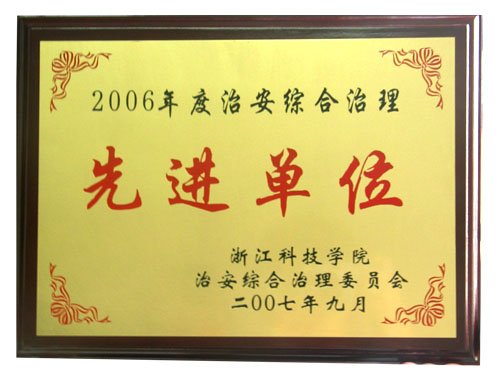 2006年度治安综合治理
先进单位
浙江科技学院
治安综合治理委员会
二00七年九月